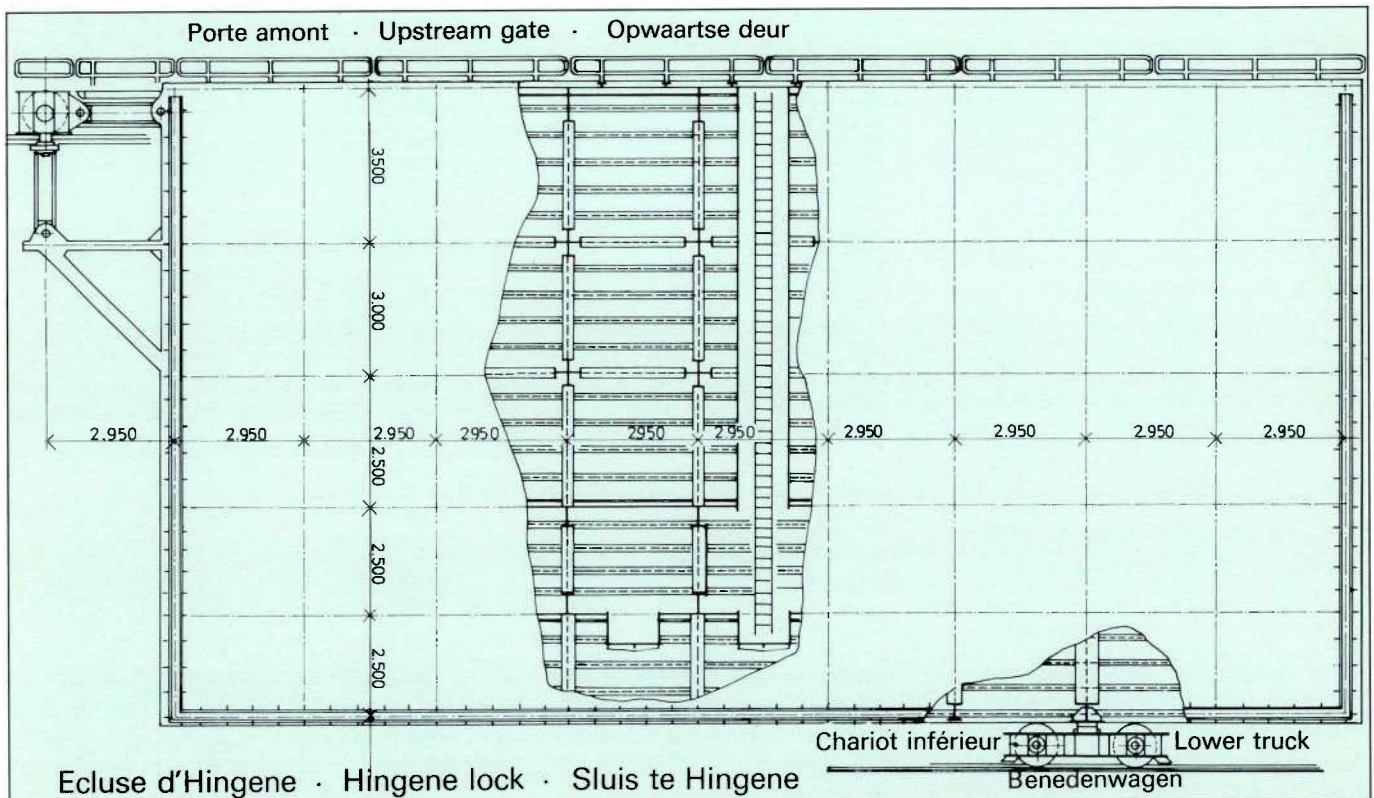 Porte amont · Upstream gate · Opwaartse deur
3500
3.000
2.950 2.950 2.950 2950 2950 2.950 2.950 2.950 2.950 2.950
2.500
2.500
2.500
Chariot inférieur Lower truck
Benedenwagen
Ecluse d'Hingene · Hingene lock · Sluis te Hingene